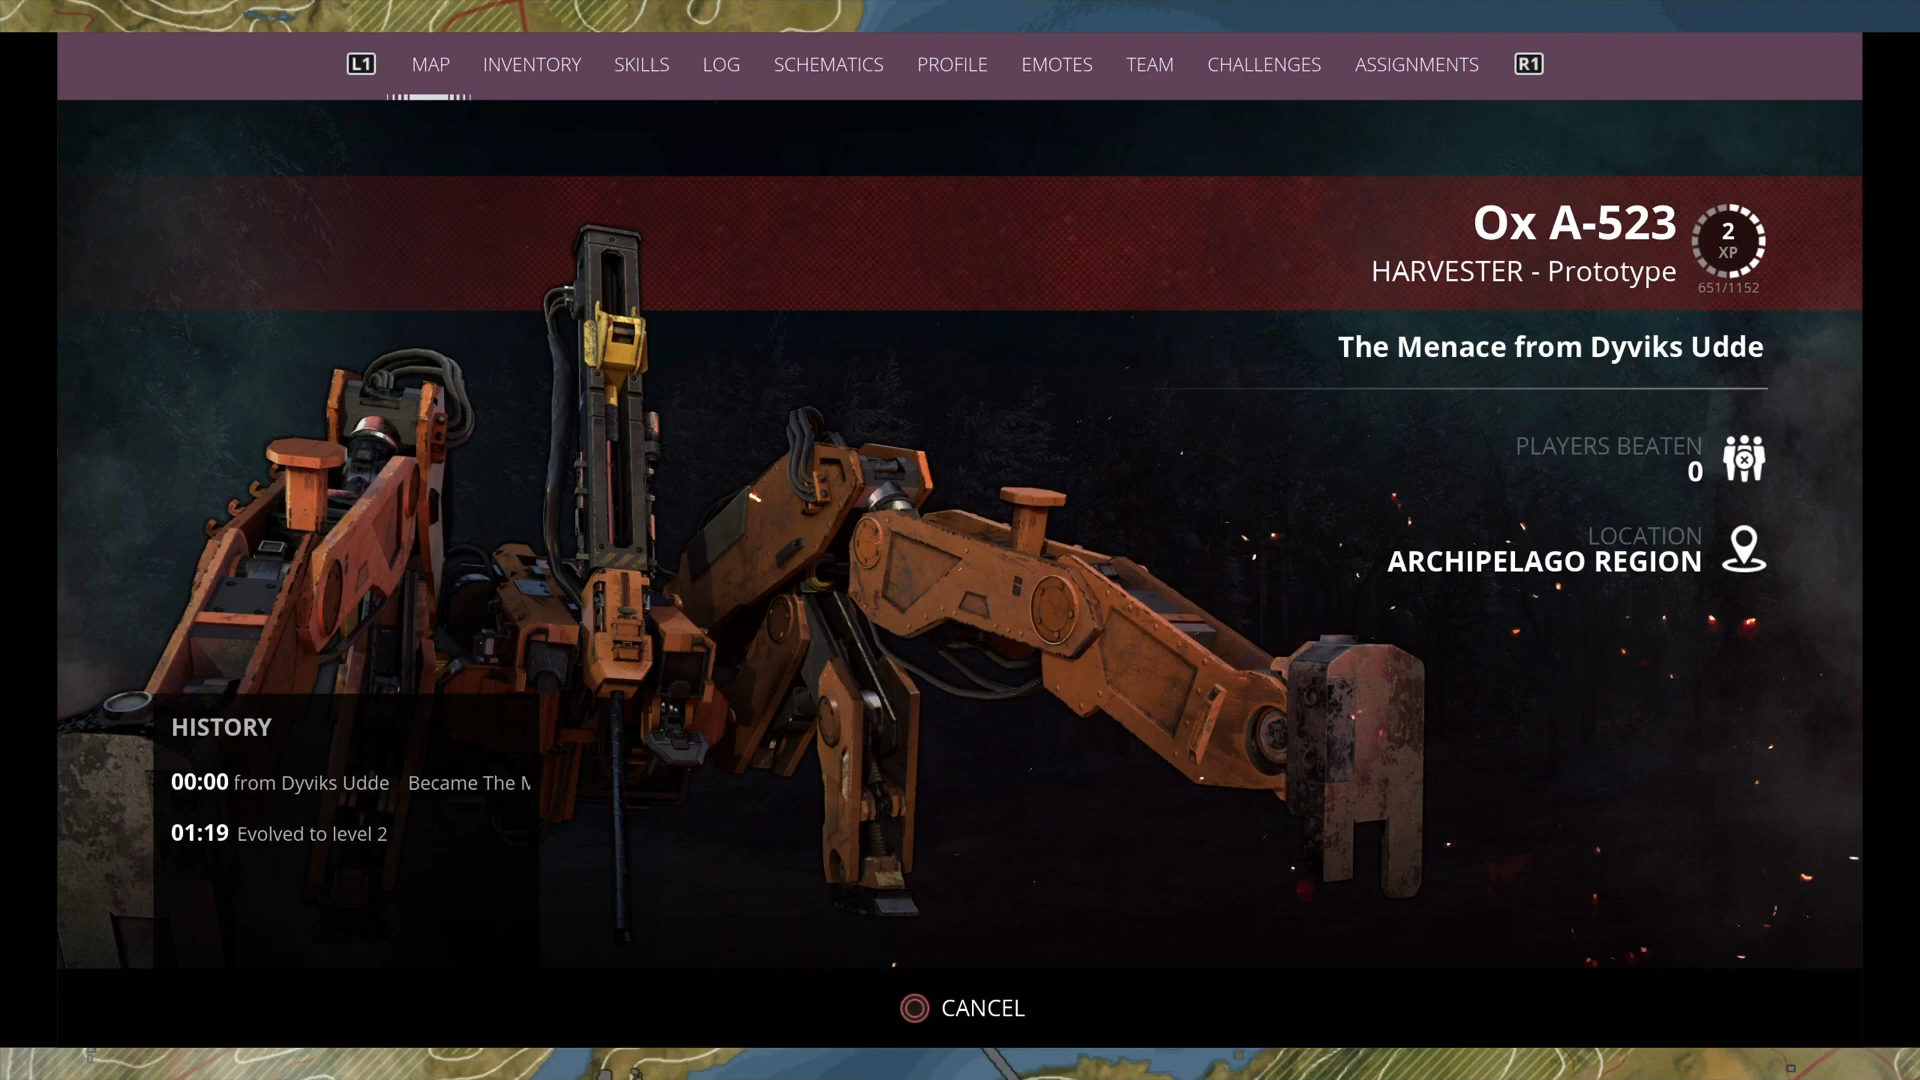 L1 MAP INVENTORY SKILLS LOG SCHEMATICS PROFILE EMOTES TEAM CHALLENGES ASSIGNMENTS R1
Ox A-523
HARVESTER - Prototype
2
XP
651/1152
The Menace from Dyviks Udde
PLAYERS BEATEN
0
LOCATION
ARCHIPELAGO REGION
HISTORY
00:00 from Dyviks Udde Became The
01:19 Evolved to level 2
CANCEL